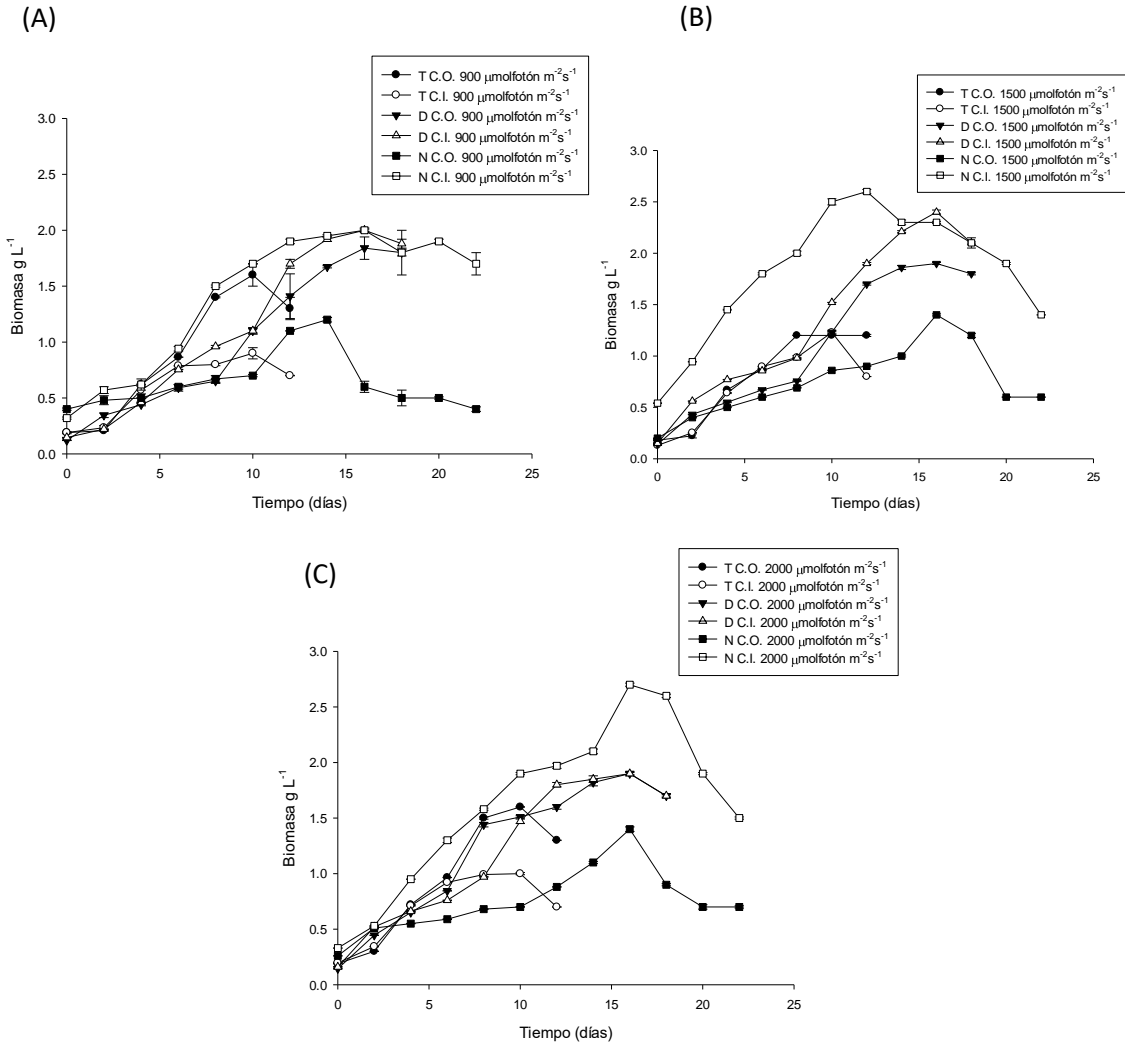 (A)
T C.O. 900 μmolfotón m⁻²s⁻¹
T C.I. 900 μmolfotón m⁻²s⁻¹
D C.O. 900 μmolfotón m⁻²s⁻¹
D C.I. 900 μmolfotón m⁻²s⁻¹
N C.O. 900 μmolfotón m⁻²s⁻¹
N C.I. 900 μmolfotón m⁻²s⁻¹
3.0
2.5
2.0
1.5
1.0
0.5
0.0
Biomasa g L⁻¹
0 5 10 15 20 25
Tiempo (días)
(B)
T C.O. 1500 μmolfotón m⁻²s⁻¹
T C.I. 1500 μmolfotón m⁻²s⁻¹
D C.O. 1500 μmolfotón m⁻²s⁻¹
D C.I. 1500 μmolfotón m⁻²s⁻¹
N C.O. 1500 μmolfotón m⁻²s⁻¹
N C.I. 1500 μmolfotón m⁻²s⁻¹
3.0
2.5
2.0
1.5
1.0
0.5
0.0
Biomasa g L⁻¹
0 5 10 15 20 25
Tiempo (días)
(C)
T C.O. 2000 μmolfotón m⁻²s⁻¹
T C.I. 2000 μmolfotón m⁻²s⁻¹
D C.O. 2000 μmolfotón m⁻²s⁻¹
D C.I. 2000 μmolfotón m⁻²s⁻¹
N C.O. 2000 μmolfotón m⁻²s⁻¹
N C.I. 2000 μmolfotón m⁻²s⁻¹
3.0
2.5
2.0
1.5
1.0
0.5
0.0
Biomasa g L⁻¹
0 5 10 15 20 25
Tiempo (días)